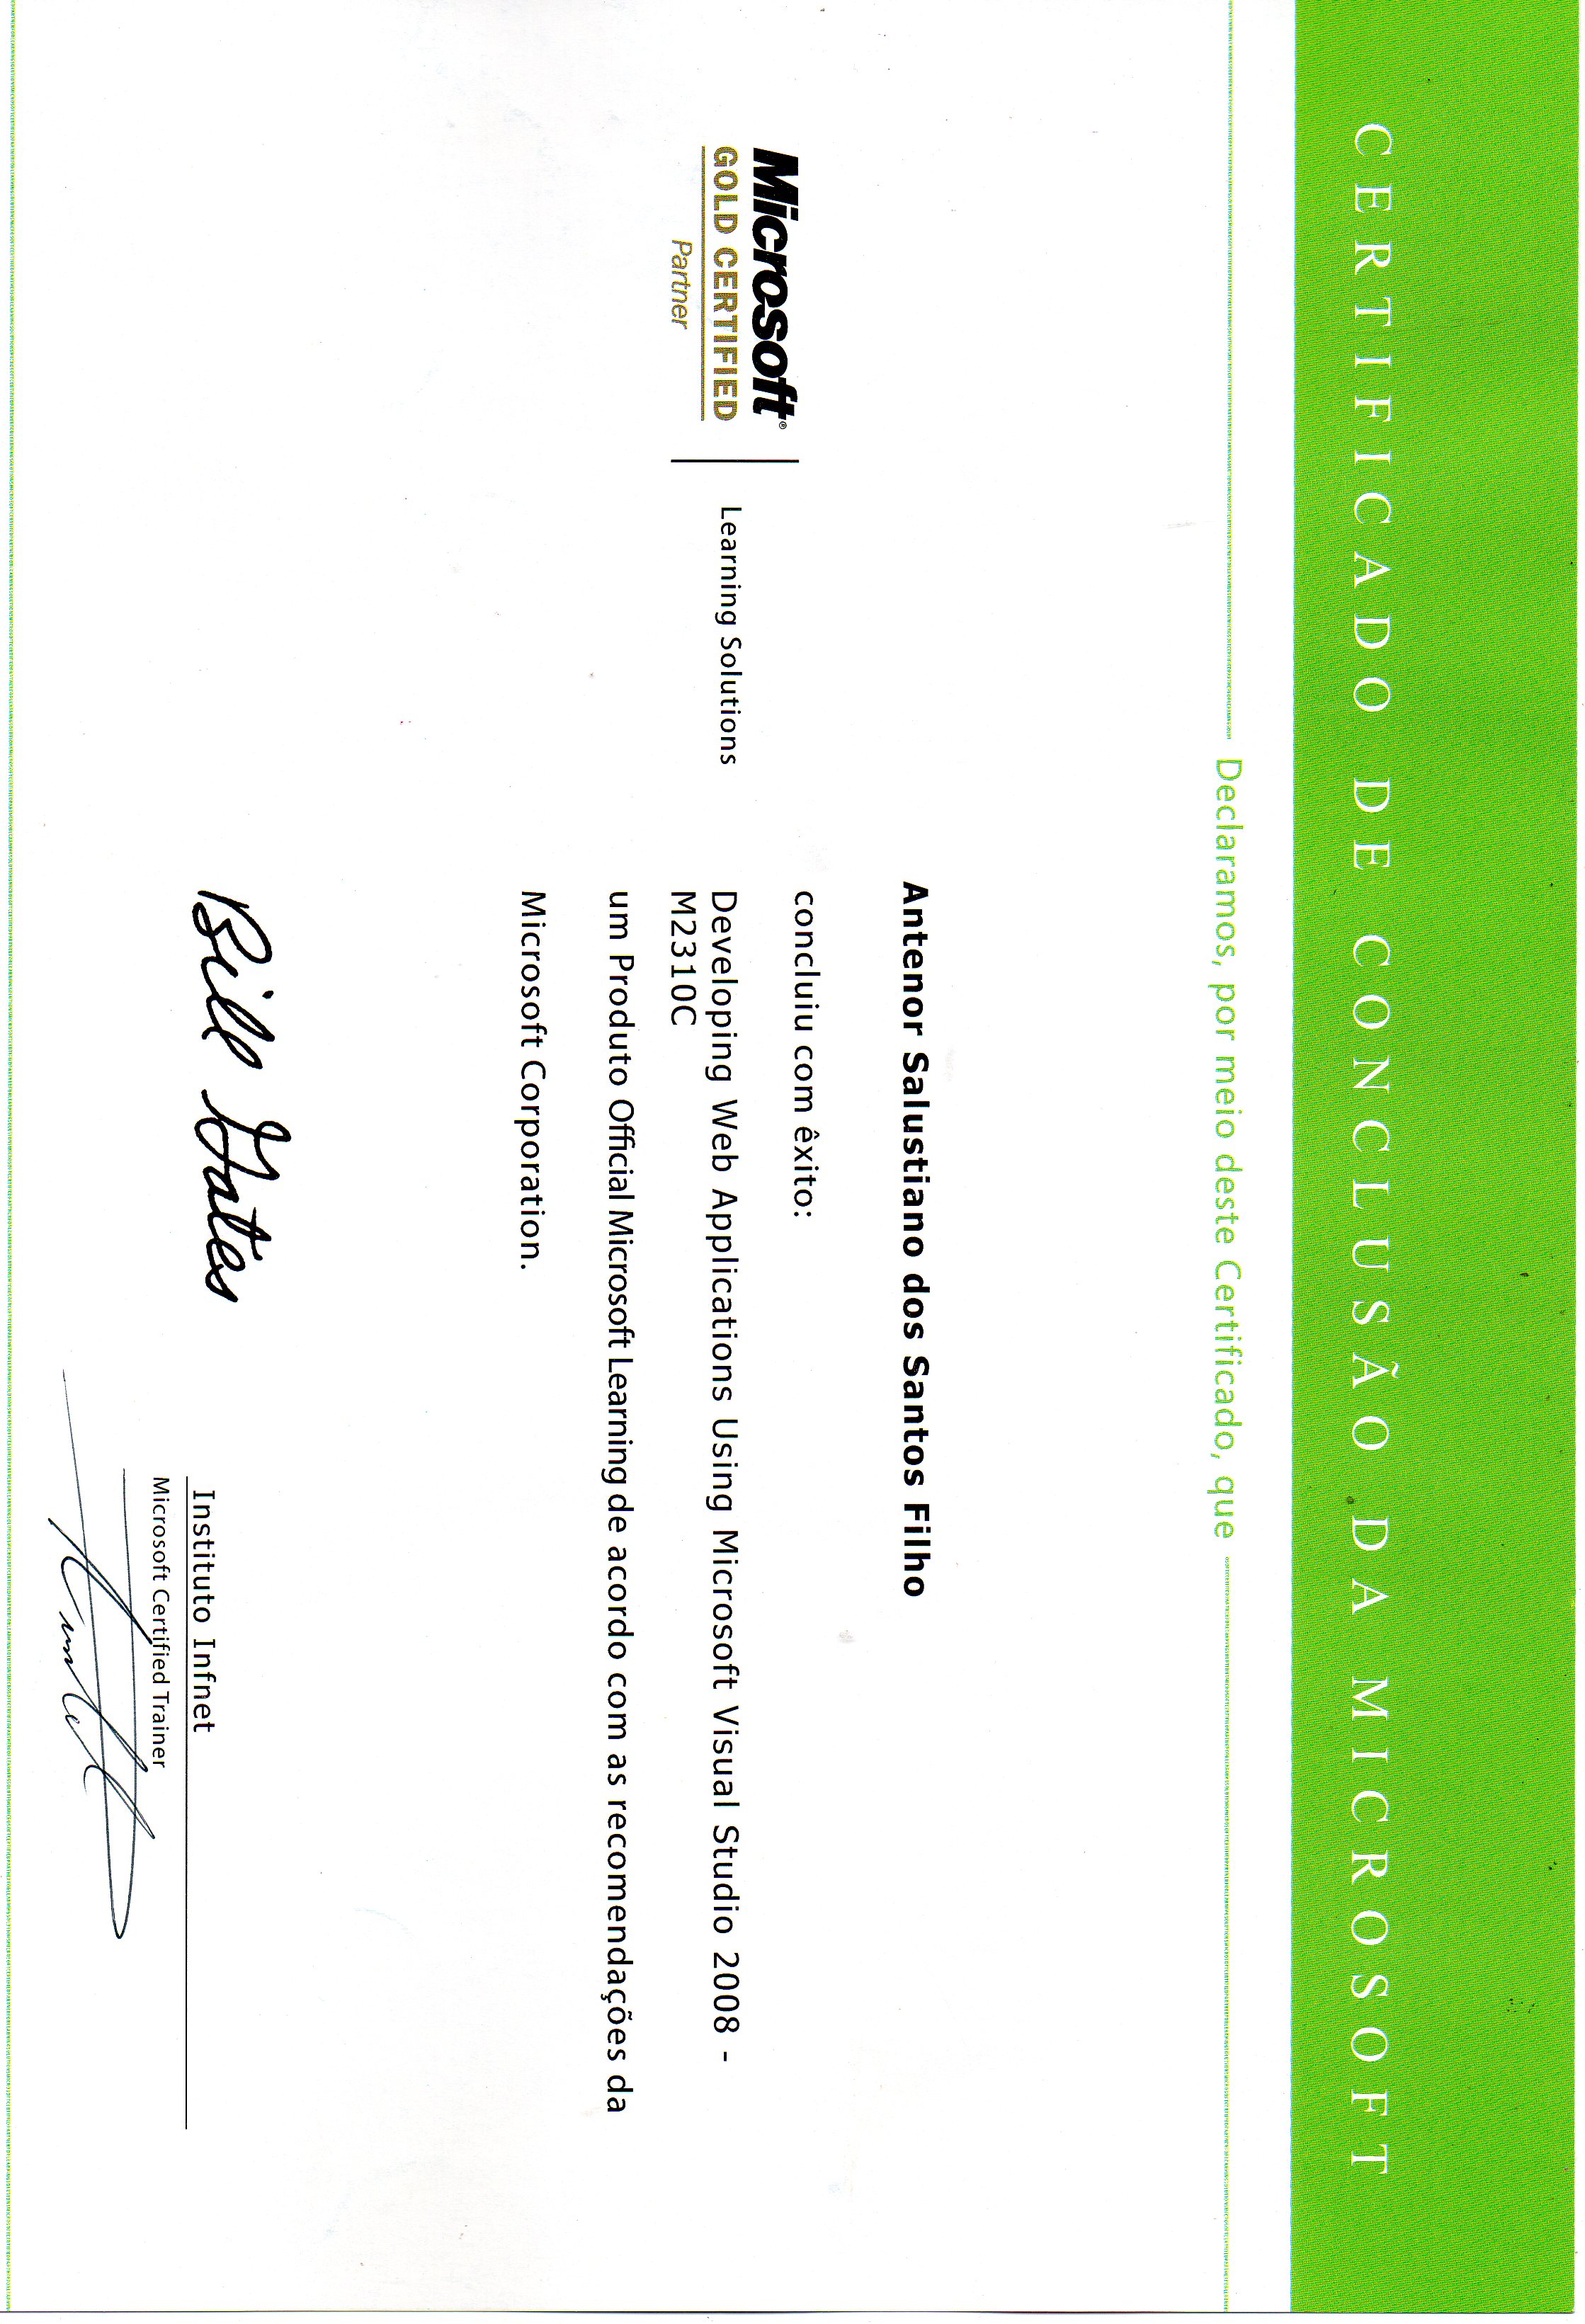 CERTIFICADO DE CONCLUSÃO DA MICROSOFT
Declaramos, por meio deste Certificado, que
Antenor Salustiano dos Santos Filho
concluiu com êxito:
Microsoft®
GOLD CERTIFIED
Partner
Learning Solutions
Developing Web Applications Using Microsoft Visual Studio 2008 -
M2310C
um Produto Official Microsoft Learning de acordo com as recomendações da
Microsoft Corporation.
Bill Gates
Instituto Infnet
Microsoft Certified Trainer